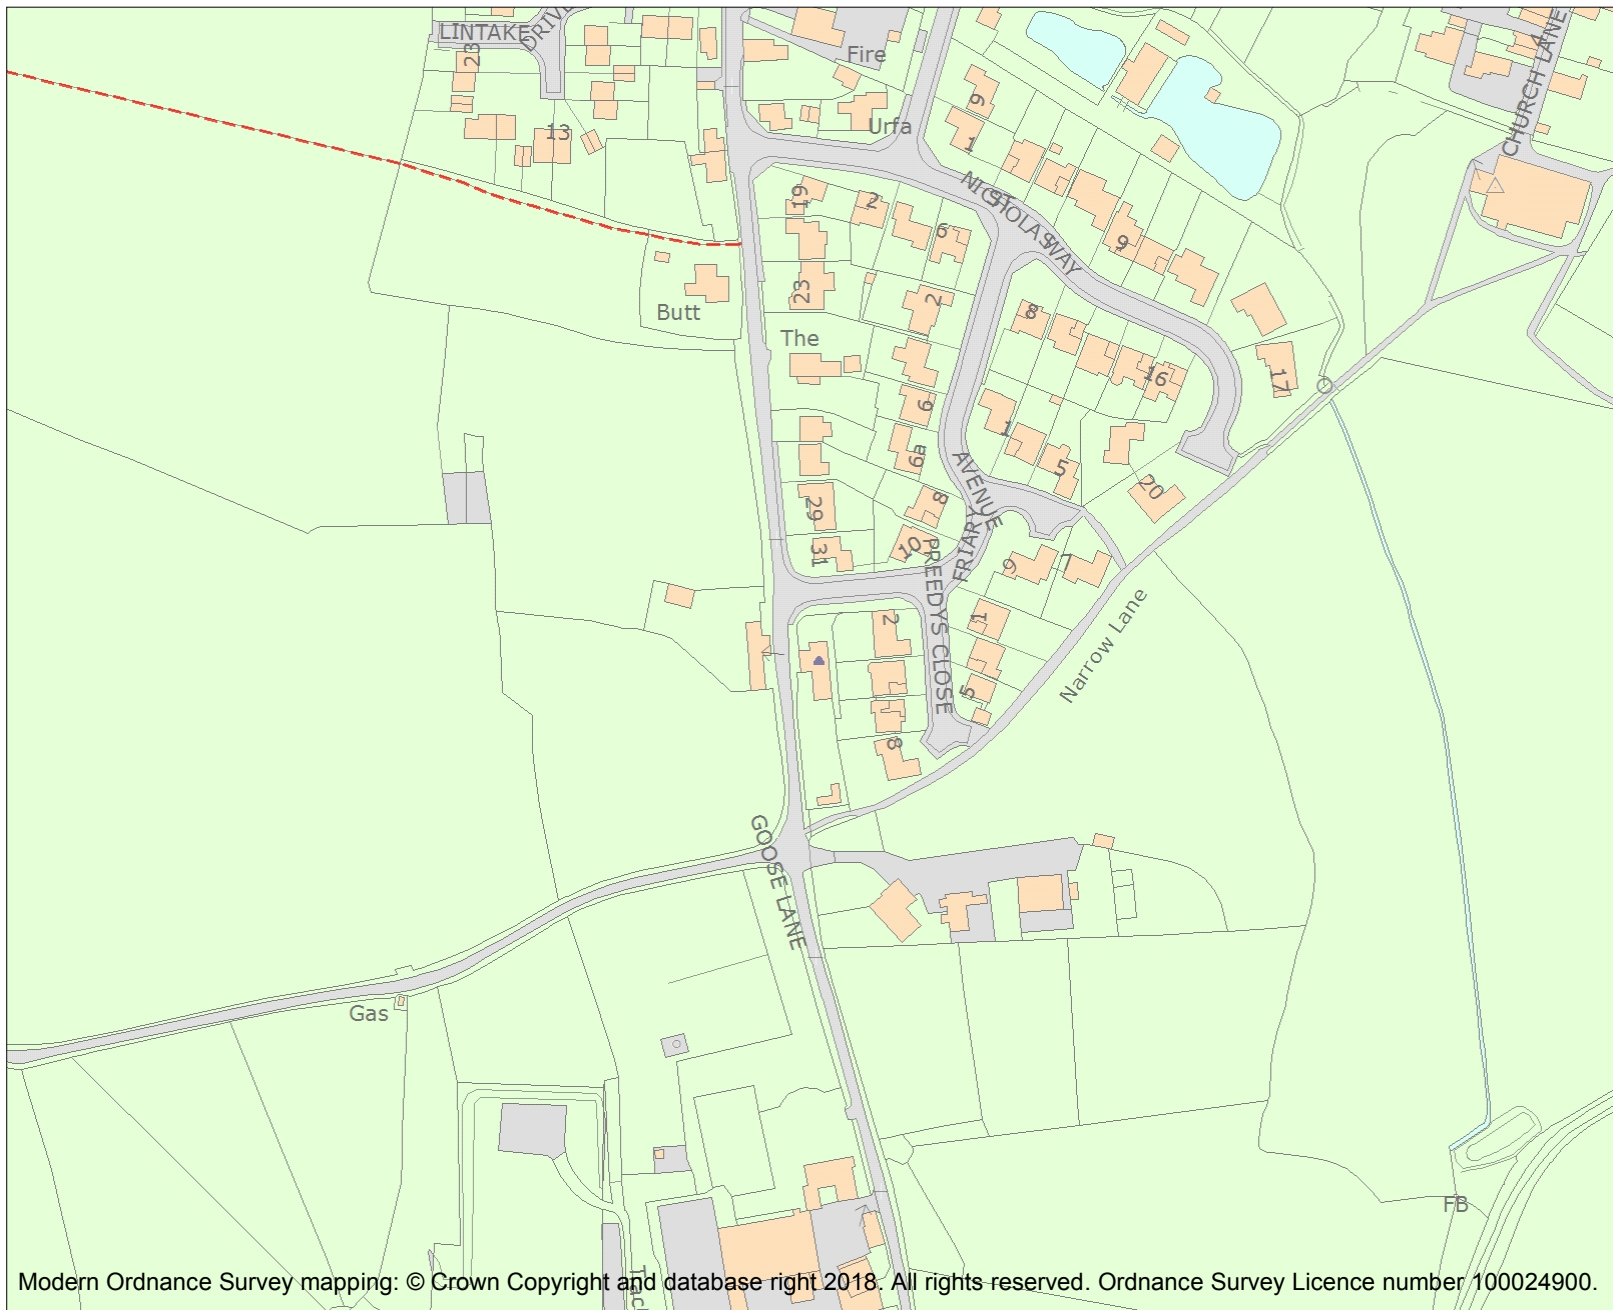 LINTAKE DRIVE
23
Fire
4
CHURCH LANE
9
13
Urfa
1
ST
NICHOLAS WAY
19
2
6
9
23
2
8
Butt
The
16
17
6
1
6a
AVENUE
5
20
29
8
31
10
FRIARY
9
7
PREEDYS CLOSE
2
1
Narrow Lane
5
8
GOOSE LANE
Gas
FB
Modern Ordnance Survey mapping: © Crown Copyright and database right 2018. All rights reserved. Ordnance Survey Licence number 100024900.